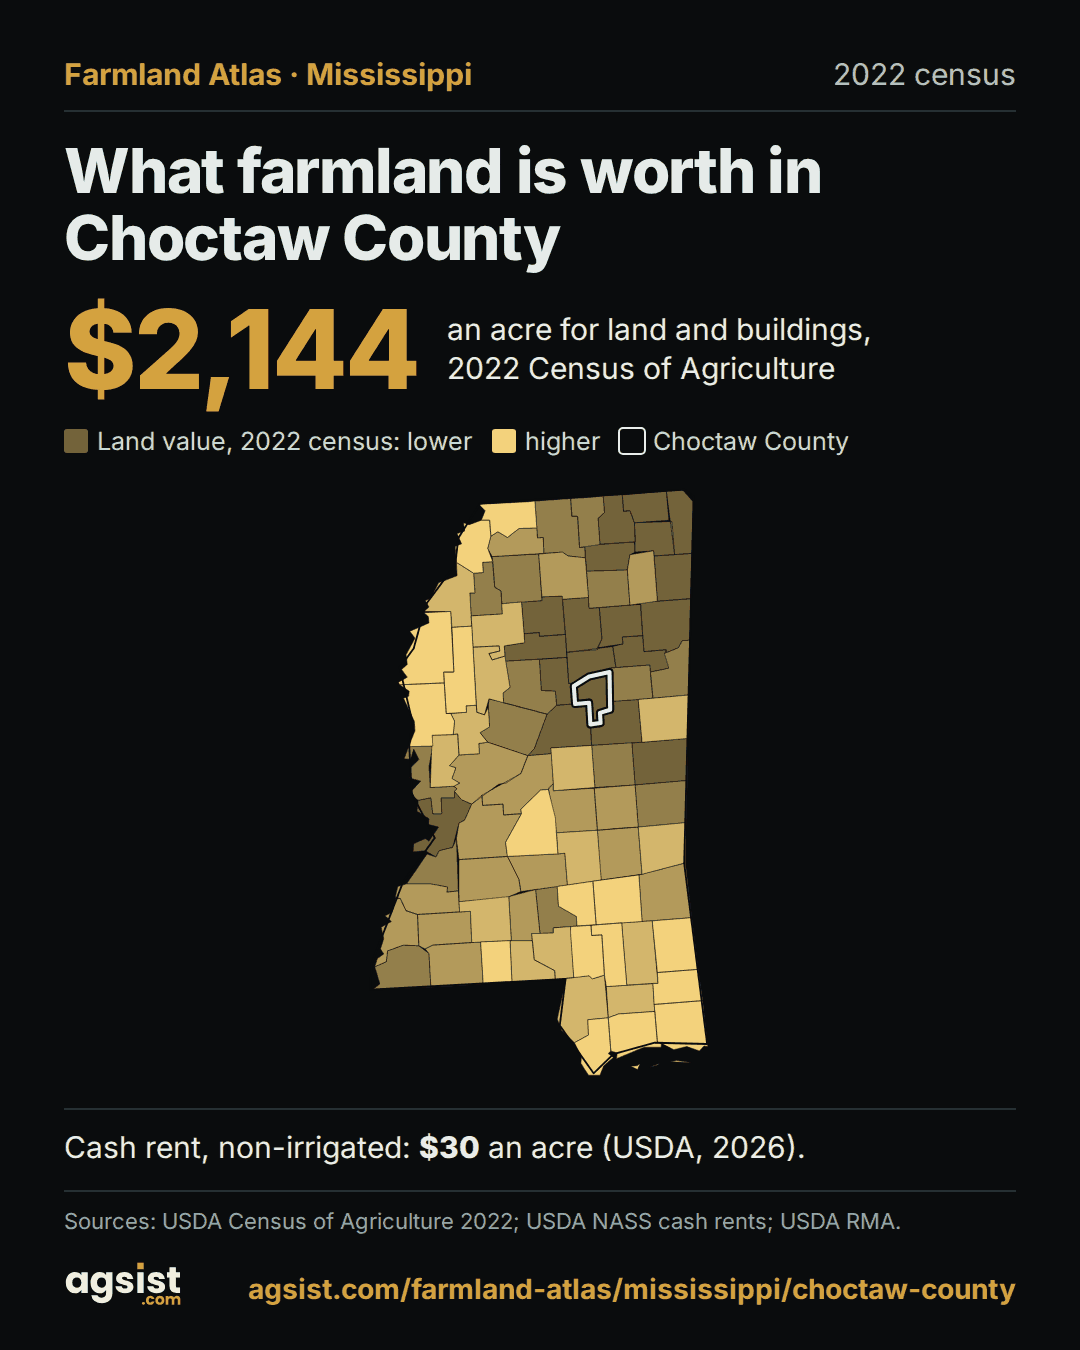 Farmland Atlas · Mississippi
2022 census
What farmland is worth in
Choctaw County
$2,144
an acre for land and buildings,
2022 Census of Agriculture
Land value, 2022 census: lower
higher
Choctaw County
Cash rent, non-irrigated: $30 an acre (USDA, 2026).
Sources: USDA Census of Agriculture 2022; USDA NASS cash rents; USDA RMA.
agsist
.com
agsist.com/farmland-atlas/mississippi/choctaw-county